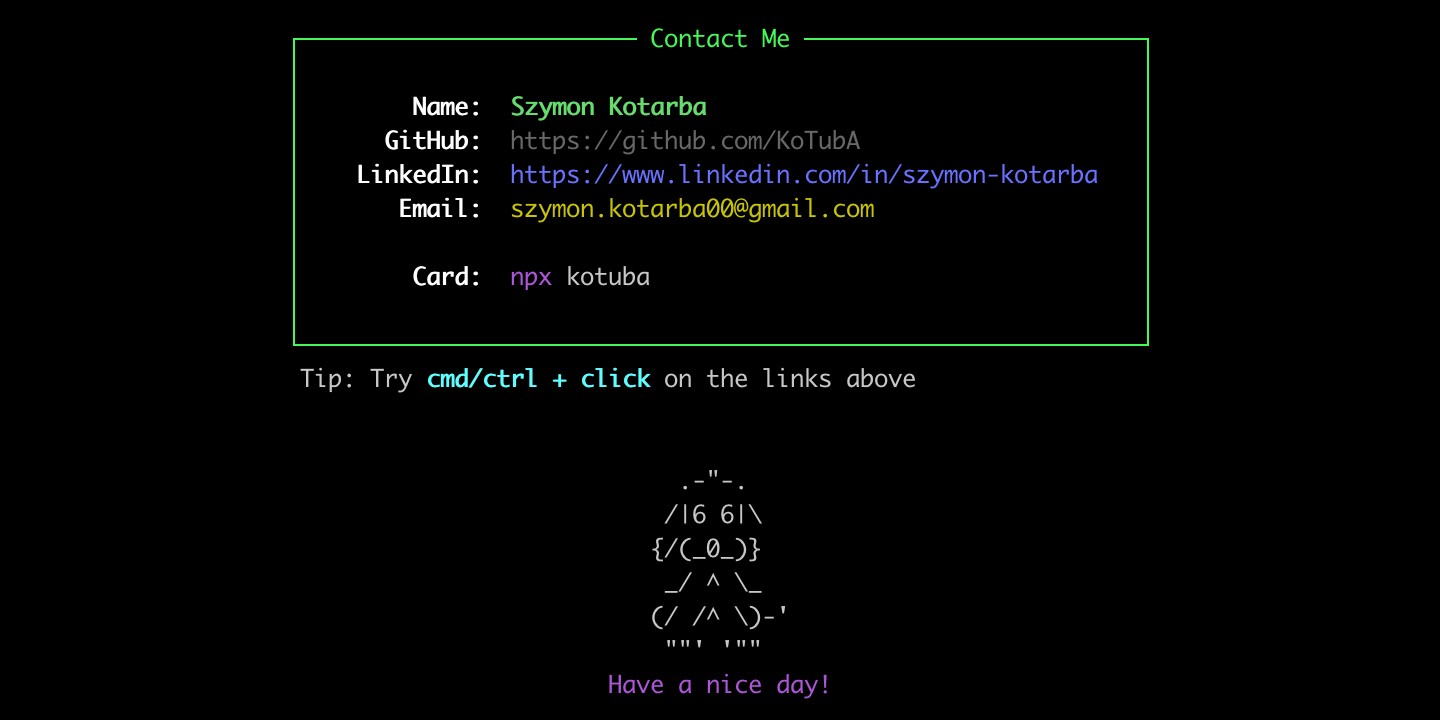 Contact Me
Name: Szymon Kotarba
GitHub: https://github.com/KoTubA
LinkedIn: https://www.linkedin.com/in/szymon-kotarba
Email: szymon.kotarba00@gmail.com
Card: npx kotuba
Tip: Try cmd/ctrl + click on the links above
.-"-.
/|6 6|\
{/(_0_)}
_/ ^ \_
(/ /^ \)-'
""' '""
Have a nice day!